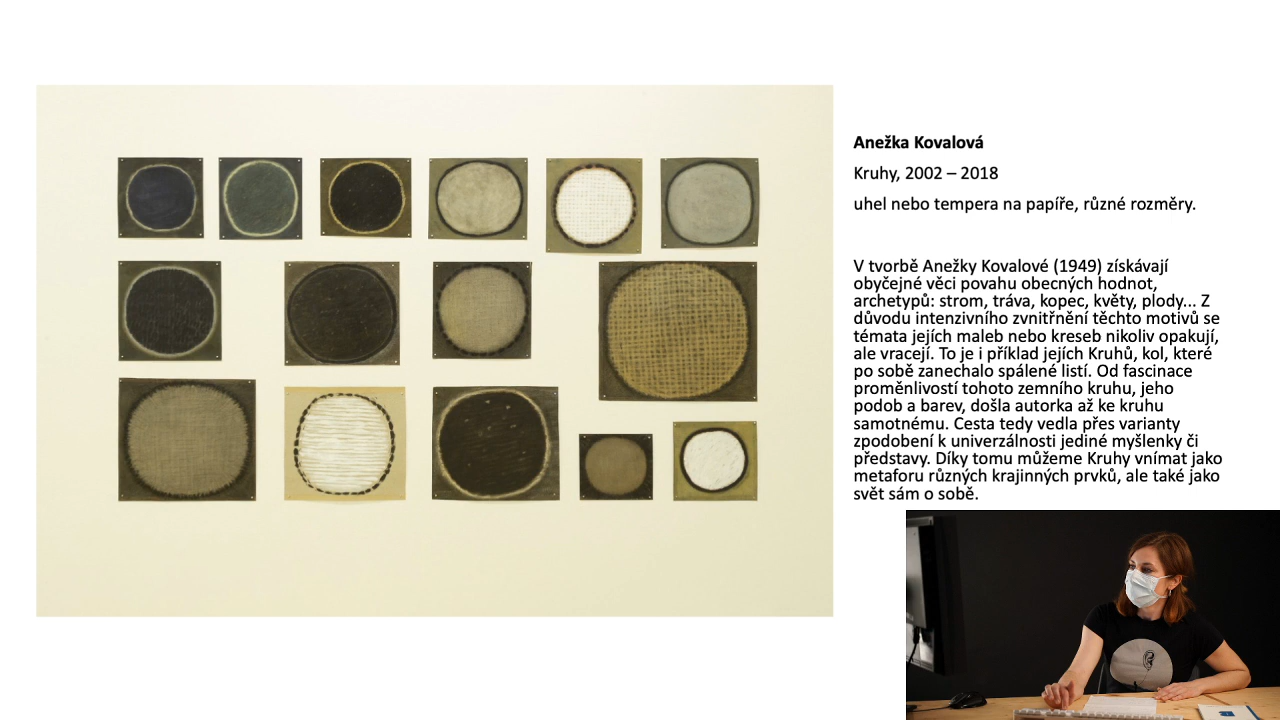 Anežka Kovalová
Kruhy, 2002 – 2018
uhel nebo tempera na papíře, různé rozměry.
V tvorbě Anežky Kovalové (1949) získávají
obyčejné věci povahu obecných hodnot,
archetypů: strom, tráva, kopec, květy, plody... Z
důvodu intenzivního zvnitřnění těchto motivů se
témata jejích maleb nebo kreseb nikoliv opakují,
ale vracejí. To je i příklad jejích Kruhů, kol, které
po sobě zanechalo spálené listí. Od fascinace
proměnlivostí tohoto zemního kruhu, jeho
podob a barev, došla autorka až ke kruhu
samotnému. Cesta tedy vedla přes varianty
zpodobení k univerzálnosti jediné myšlenky či
představy. Díky tomu můžeme Kruhy vnímat jako
metaforu různých krajinných prvků, ale také jako
svět sám o sobě.